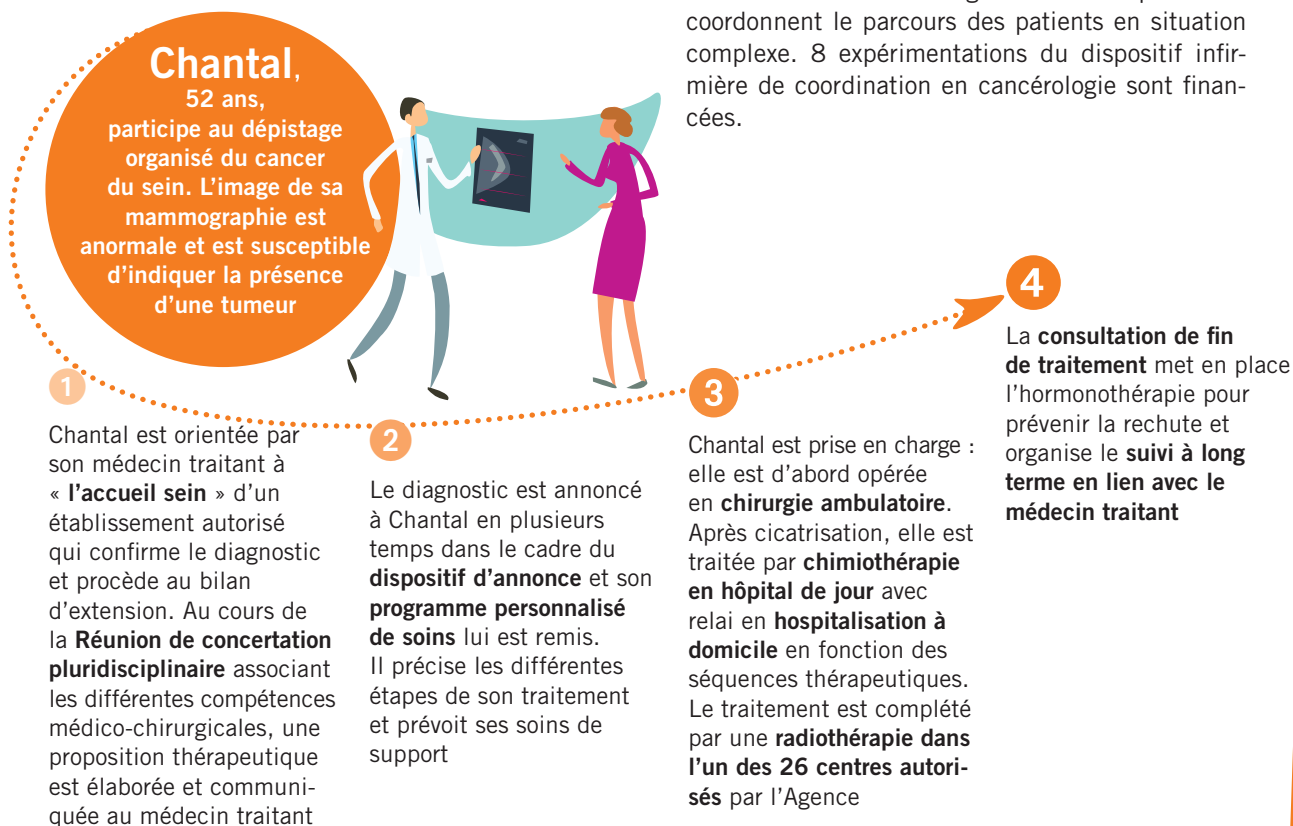 coordonnent le parcours des patients en situation
complexe. 8 expérimentations du dispositif infir-
mière de coordination en cancérologie sont finan-
cées.
Chantal,
52 ans,
participe au dépistage
organisé du cancer
du sein. L'image de sa
mammographie est
anormale et est susceptible
d'indiquer la présence
d'une tumeur
1
Chantal est orientée par
son médecin traitant à
« l'accueil sein » d'un
établissement autorisé
qui confirme le diagnostic
et procède au bilan
d'extension. Au cours de
la Réunion de concertation
pluridisciplinaire associant
les différentes compétences
médico-chirurgicales, une
proposition thérapeutique
est élaborée et communi-
quée au médecin traitant
2
Le diagnostic est annoncé
à Chantal en plusieurs
temps dans le cadre du
dispositif d'annonce et son
programme personnalisé
de soins lui est remis.
Il précise les différentes
étapes de son traitement
et prévoit ses soins de
support
3
Chantal est prise en charge :
elle est d'abord opérée
en chirurgie ambulatoire.
Après cicatrisation, elle est
traitée par chimiothérapie
en hôpital de jour avec
relai en hospitalisation à
domicile en fonction des
séquences thérapeutiques.
Le traitement est complété
par une radiothérapie dans
l'un des 26 centres autori-
sés par l'Agence
4
La consultation de fin
de traitement met en place
l'hormonothérapie pour
prévenir la rechute et
organise le suivi à long
terme en lien avec le
médecin traitant